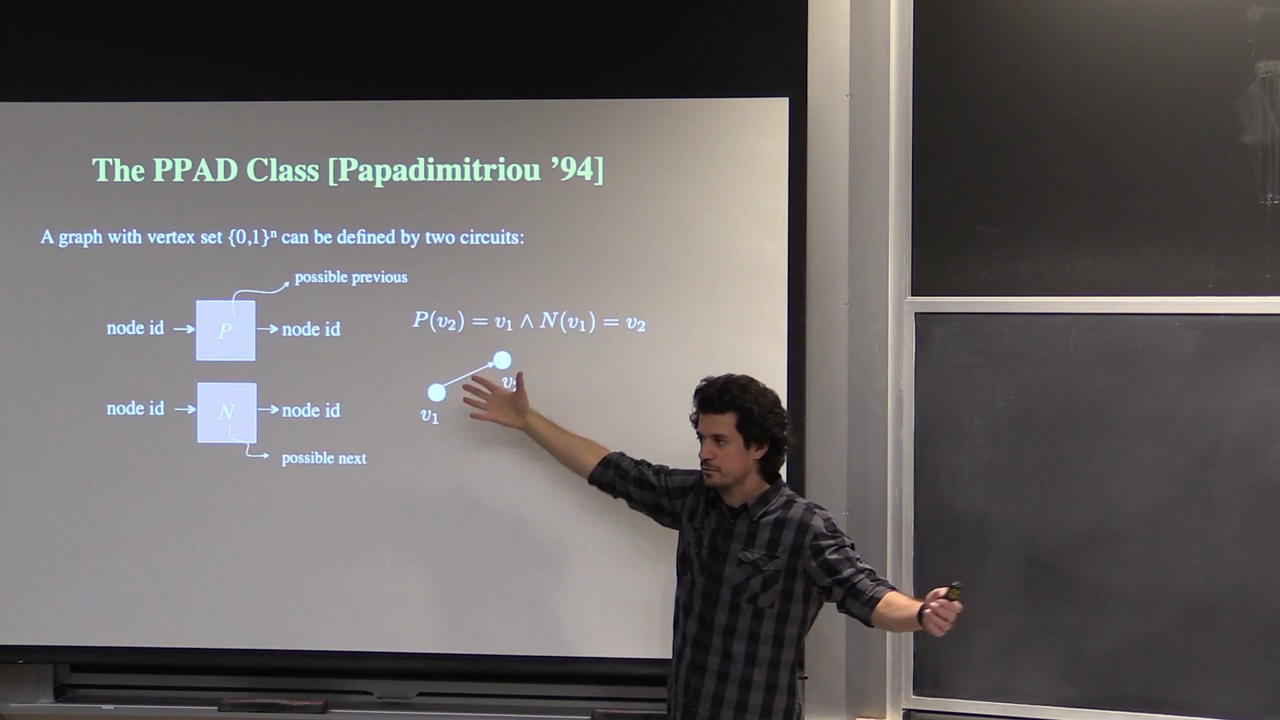 The PPAD Class [Papadimitriou ’94]
A graph with vertex set {0,1}ⁿ can be defined by two circuits:
possible previous
node id P node id
P(v₂) = v₁ ∧ N(v₁) = v₂
v₂
v₁
node id N node id
possible next